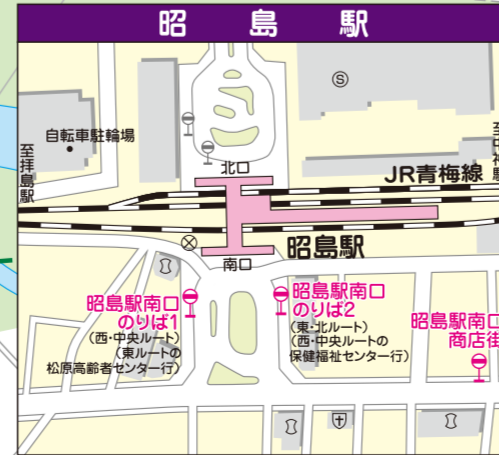 昭島駅
Ⓢ
自転車駐輪場
至拝島駅
北口
JR青梅線
至中神駅
昭島駅
南口
昭島駅南口
のりば1
(西・中央ルート)
(東ルートの
松原高齢者センター行)
昭島駅南口
のりば2
(東・北ルート)
(西・中央ルートの
保健福祉センター行)
昭島駅南口
商店街